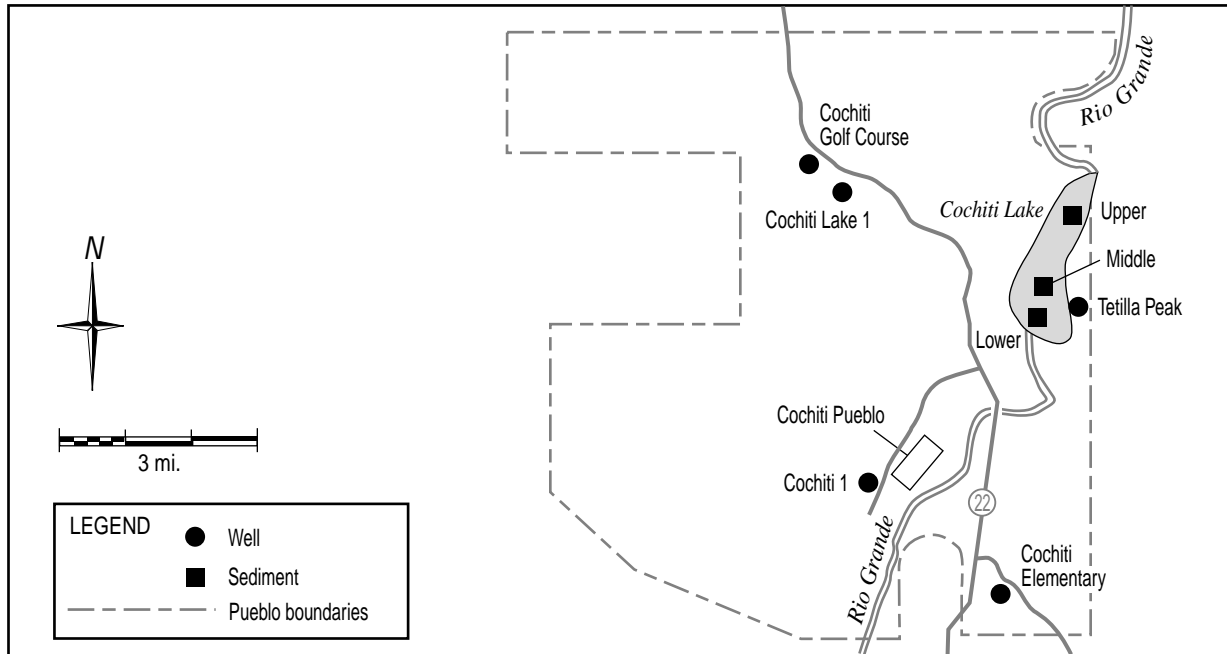 Rio Grande
Cochiti
Golf Course
Cochiti Lake 1
Cochiti Lake
Upper
Middle
Tetilla Peak
Lower
N
3 mi.
Cochiti Pueblo
Cochiti 1
22
Rio Grande
Cochiti
Elementary
LEGEND
Well
Sediment
Pueblo boundaries